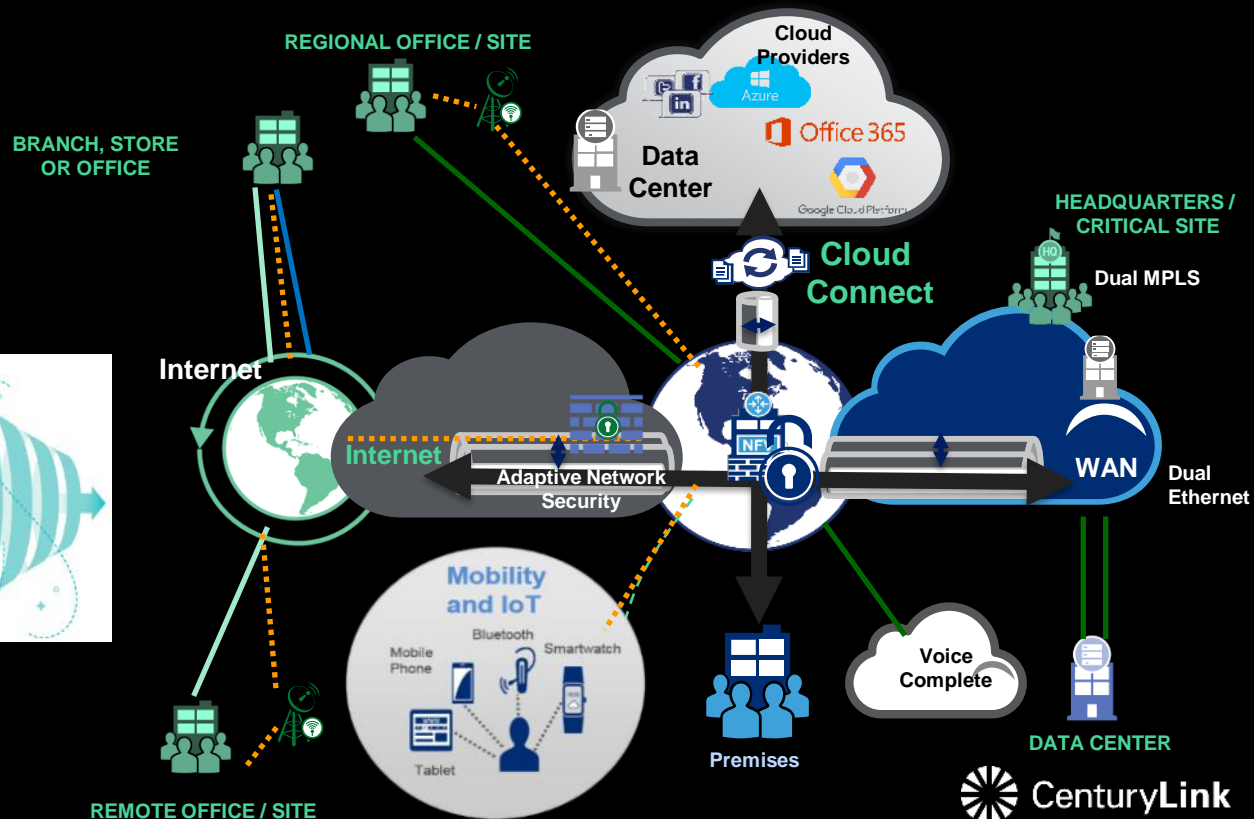 REGIONAL OFFICE / SITE
BRANCH, STORE
OR OFFICE
Cloud
Providers
Azure
f
in
Office 365
Data
Center
Google Cloud Platform
HEADQUARTERS /
CRITICAL SITE
HQ
Dual MPLS
Cloud
Connect
Internet
Internet
NFV
Adaptive Network
Security
WAN
Dual
Ethernet
Mobility
and IoT
Bluetooth
Mobile
Phone
Smartwatch
Tablet
Voice
Complete
Premises
DATA CENTER
REMOTE OFFICE / SITE
CenturyLink